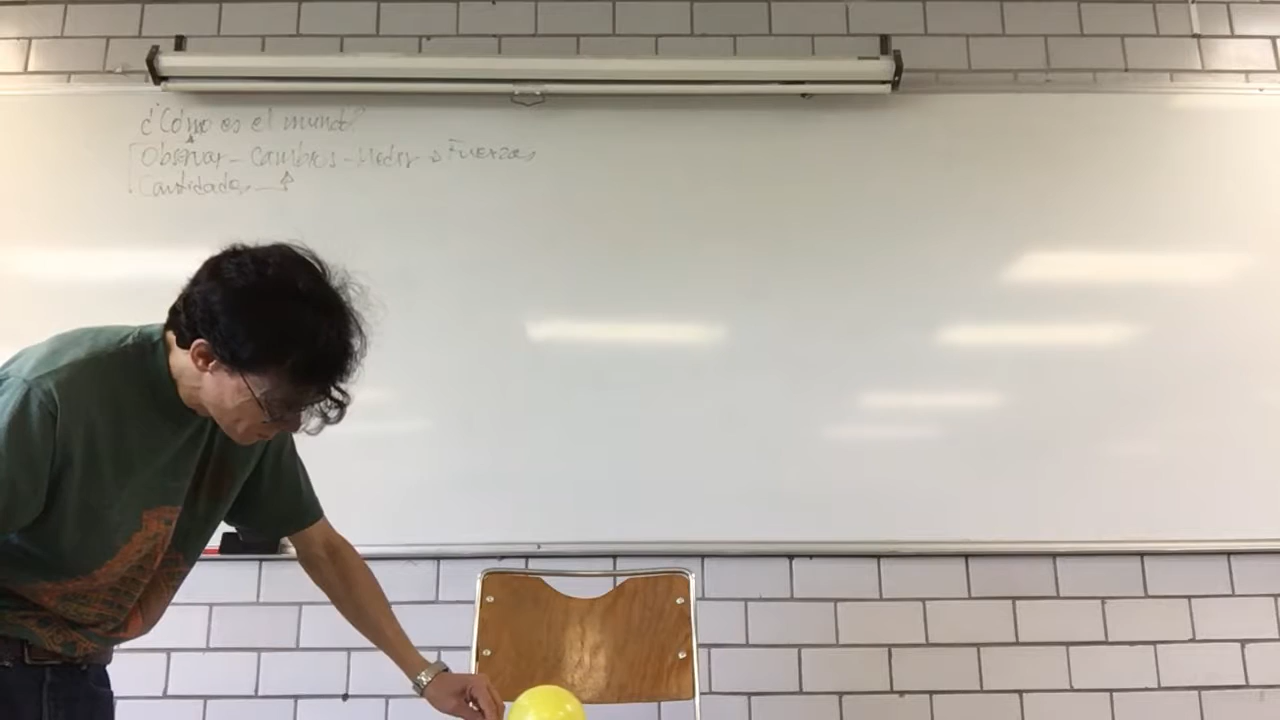 ¿Cómo es el mundo?
Observar - Cambios - Medir → Fuerzas
Cantidades →